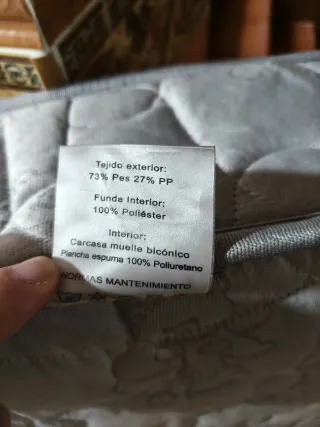 Tejido exterior:
73% Pes 27% PP
Funda Interior:
100% Poliéster
Interior:
Carcasa muelle bicónico
Plancha espuma 100% Poliuretano
NORMAS MANTENIMIENTO